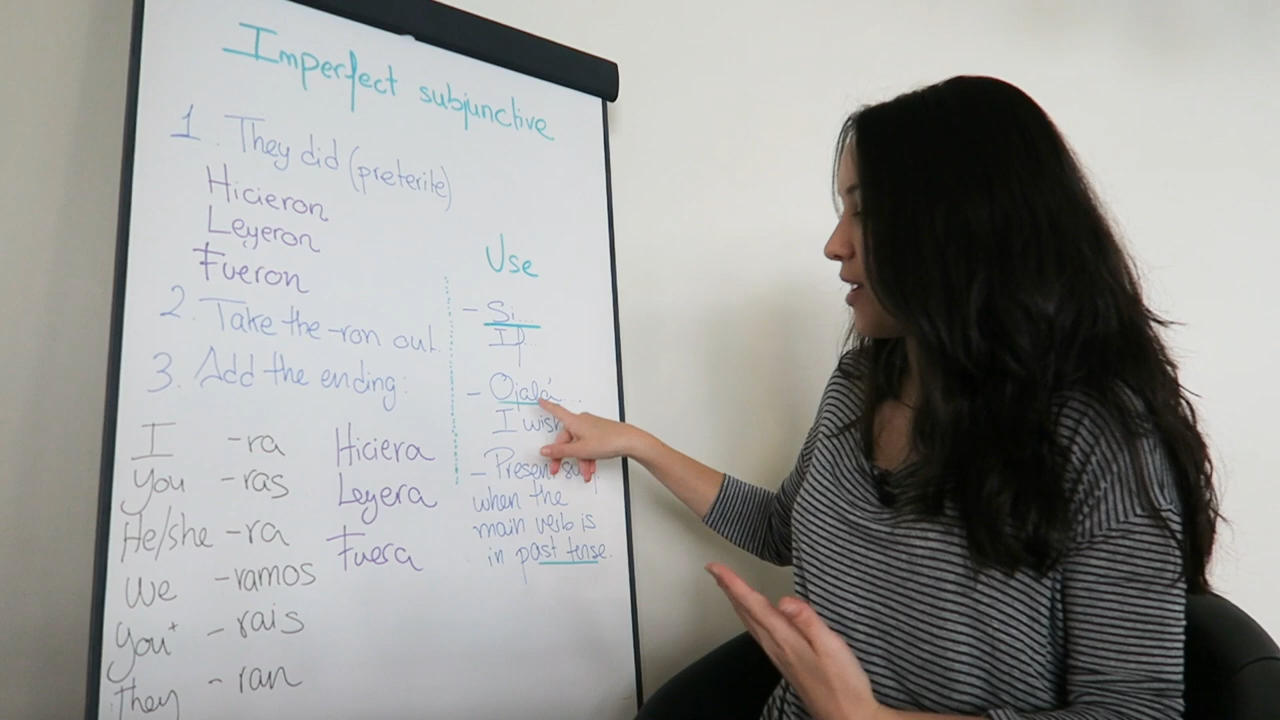 Imperfect subjunctive
1. They did (preterite)
Hicieron
Leyeron
Fueron
2. Take the -ron out.
3. Add the ending:
I -ra
you -ras
He/she -ra
We -ramos
you+ - rais
they - ran
Hiciera
Leyera
Fuera
Use
- Si...
If...
- Ojalá...
I wish
- Present
when the
main verb is
in past tense.